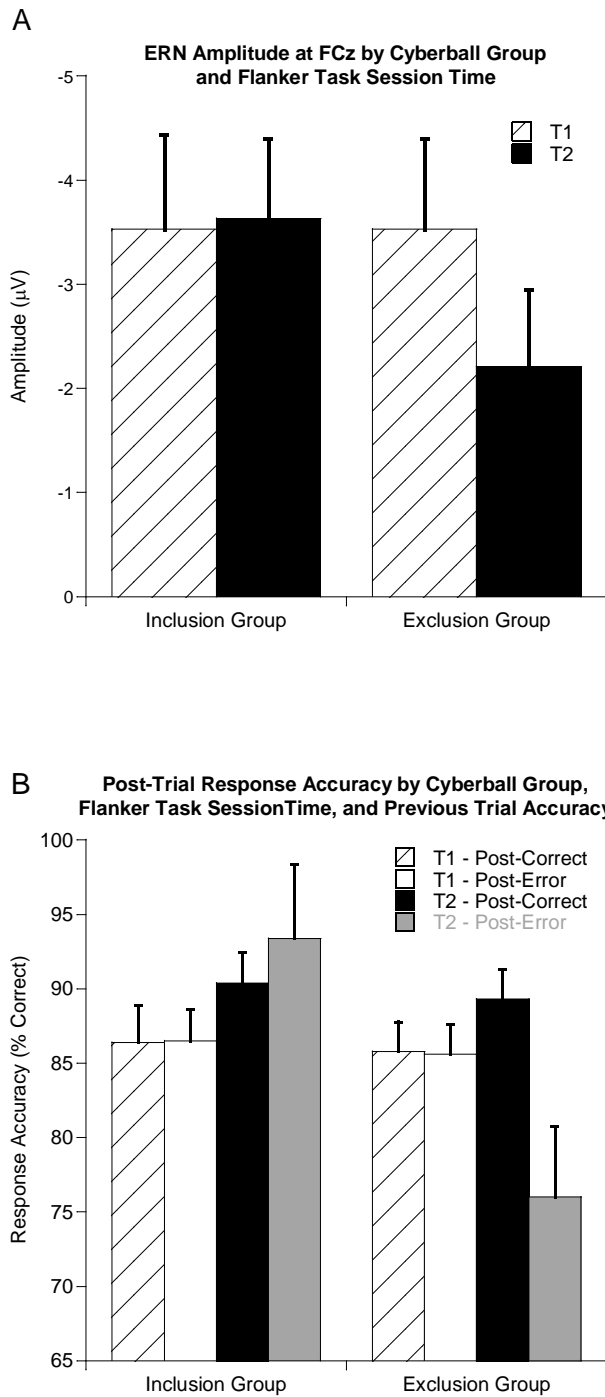 A
ERN Amplitude at FCz by Cyberball Group
and Flanker Task Session Time
-5
T1
T2
-4
-3
Amplitude (µV)
-2
-1
0
Inclusion Group
Exclusion Group
B
Post-Trial Response Accuracy by Cyberball Group,
Flanker Task SessionTime, and Previous Trial Accuracy
100
T1 - Post-Correct
T1 - Post-Error
T2 - Post-Correct
T2 - Post-Error
95
90
85
Response Accuracy (% Correct)
80
75
70
65
Inclusion Group
Exclusion Group